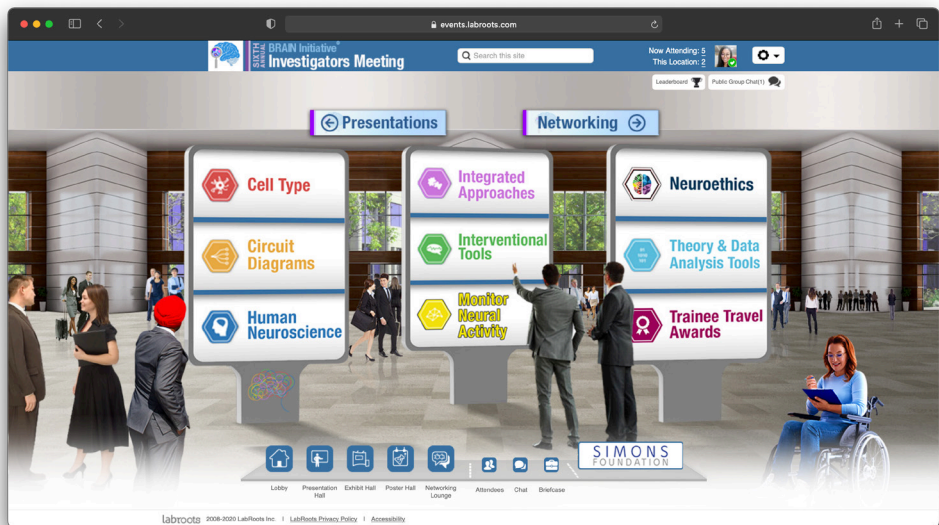 events.labroots.com
SIXTH ANNUAL
BRAIN Initiative®
Investigators Meeting
Search this site
Now Attending: 5
This Location: 2
Leaderboard
Public Group Chat(1)
Presentations
Networking
Cell Type
Circuit
Diagrams
Human
Neuroscience
Integrated
Approaches
Interventional
Tools
Monitor
Neural
Activity
Neuroethics
Theory & Data
Analysis Tools
Trainee Travel
Awards
SIMONS
FOUNDATION
Lobby
Presentation
Hall
Exhibit Hall
Poster Hall
Networking
Lounge
Attendees
Chat
Briefcase
labroots 2008-2020 LabRoots Inc. | LabRoots Privacy Policy | Accessibility